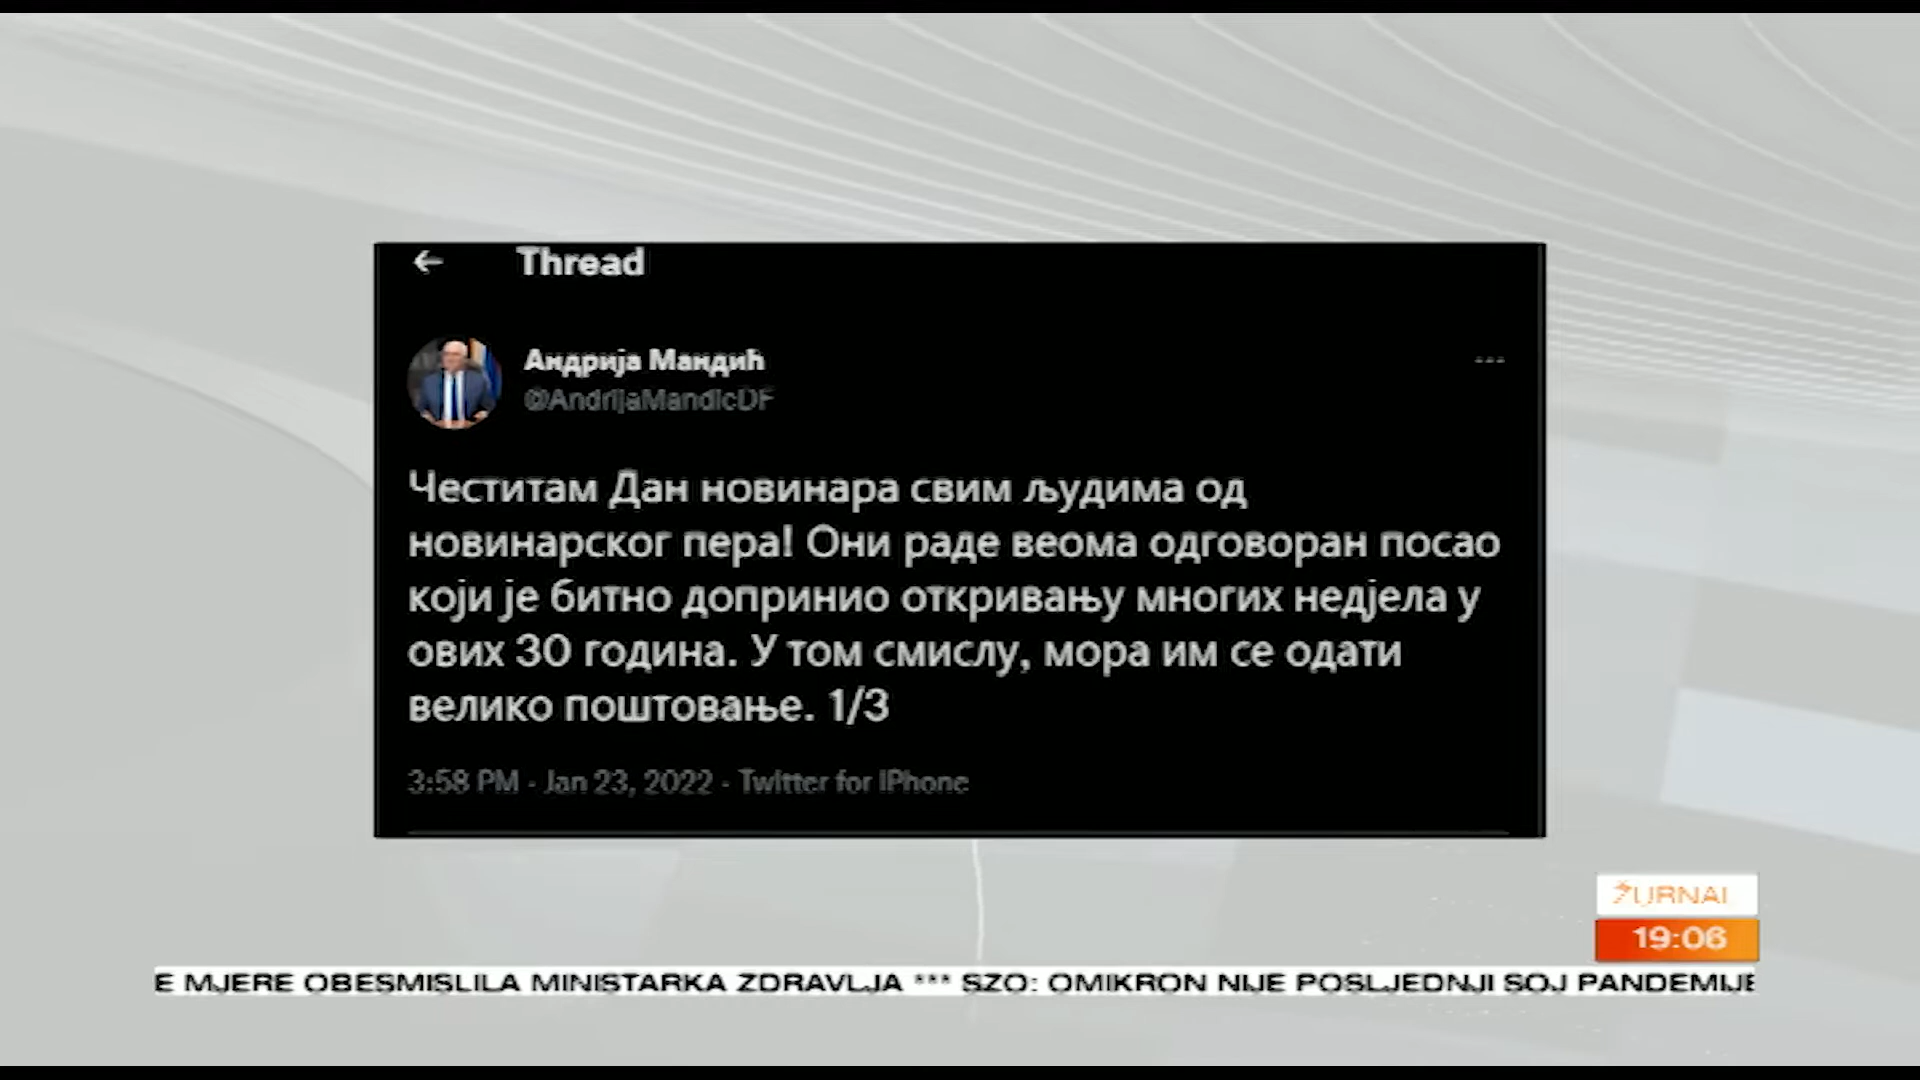 Thread
Андрија Мандић
@AndrijaMandicDF
Честитам Дан новинара свим људима од
новинарског пера! Они раде веома одговоран посао
који је битно допринио откривању многих недјела у
ових 30 година. У том смислу, мора им се одати
велико поштовање. 1/3
3:58 PM · Jan 23, 2022 · Twitter for iPhone
ŽURNAL
19:06
E MJERE OBESMISLILA MINISTARKA ZDRAVLJA *** SZO: OMIKRON NIJE POSLJEDNJI SOJ PANDEMIJE